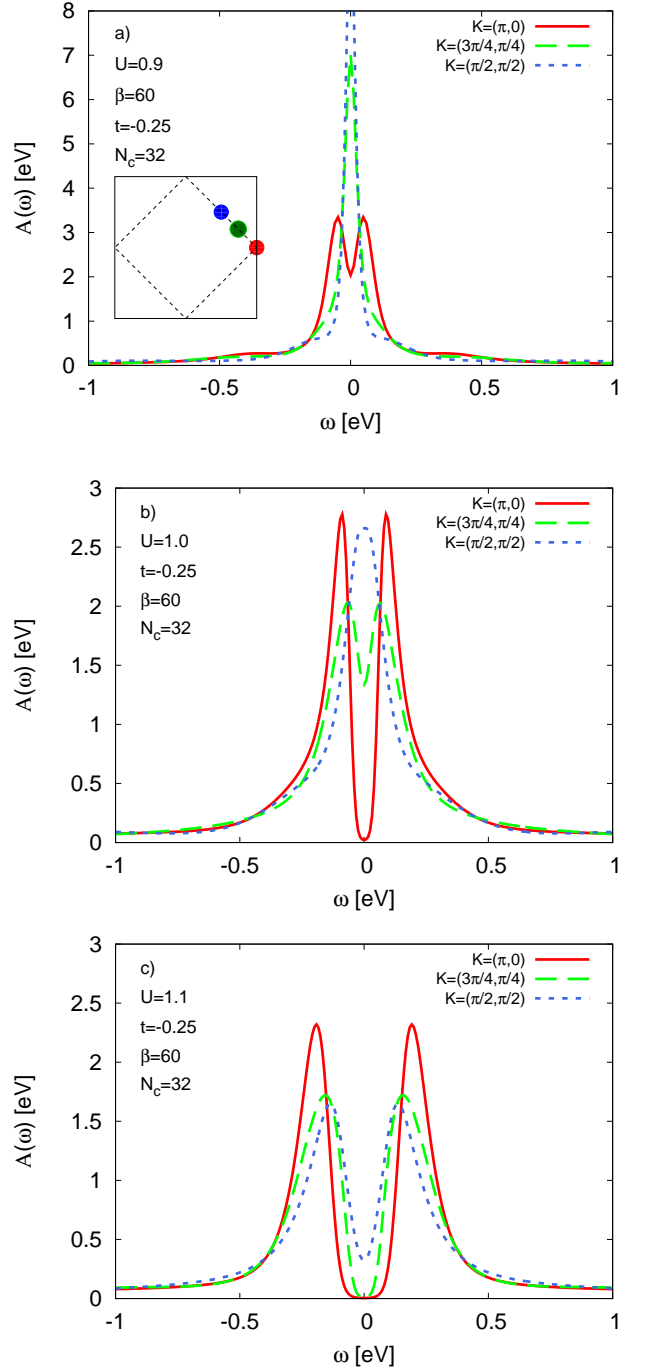 a)
U=0.9
β=60
t=-0.25
N_c=32
K=(π,0)
K=(3π/4,π/4)
K=(π/2,π/2)
A(ω) [eV]
8
7
6
5
4
3
2
1
0
-1 -0.5 0 0.5 1
ω [eV]
b)
U=1.0
t=-0.25
β=60
N_c=32
K=(π,0)
K=(3π/4,π/4)
K=(π/2,π/2)
A(ω) [eV]
3
2.5
2
1.5
1
0.5
0
-1 -0.5 0 0.5 1
ω [eV]
c)
U=1.1
t=-0.25
β=60
N_c=32
K=(π,0)
K=(3π/4,π/4)
K=(π/2,π/2)
A(ω) [eV]
3
2.5
2
1.5
1
0.5
0
-1 -0.5 0 0.5 1
ω [eV]